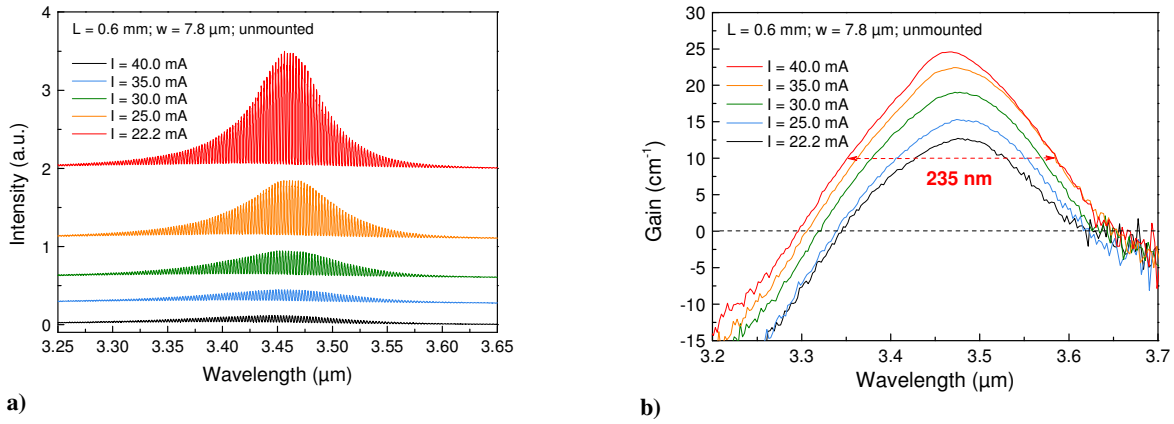 L = 0.6 mm; w = 7.8 µm; unmounted
I = 40.0 mA
I = 35.0 mA
I = 30.0 mA
I = 25.0 mA
I = 22.2 mA
Intensity (a.u.)
4
3
2
1
0
3.25 3.30 3.35 3.40 3.45 3.50 3.55 3.60 3.65
Wavelength (µm)
a)
L = 0.6 mm; w = 7.8 µm; unmounted
I = 40.0 mA
I = 35.0 mA
I = 30.0 mA
I = 25.0 mA
I = 22.2 mA
235 nm
Gain (cm⁻¹)
30
25
20
15
10
5
0
-5
-10
-15
3.2 3.3 3.4 3.5 3.6 3.7
Wavelength (µm)
b)